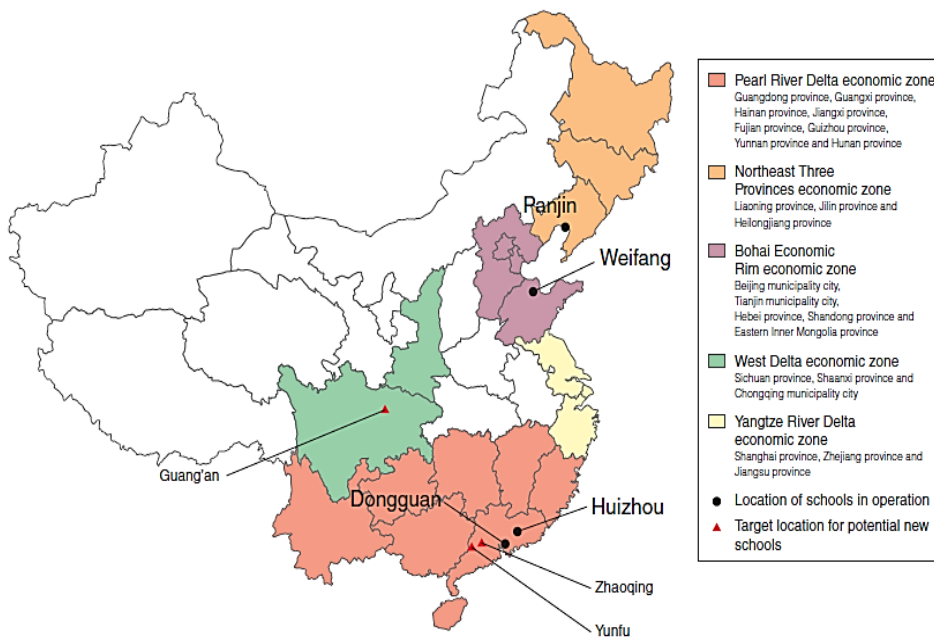 Panjin
Weifang
Guang'an
Dongguan
Huizhou
Zhaoqing
Yunfu
Pearl River Delta economic zone
Guangdong province, Guangxi province,
Hainan province, Jiangxi province,
Fujian province, Guizhou province,
Yunnan province and Hunan province
Northeast Three
Provinces economic zone
Liaoning province, Jilin province and
Heilongjiang province
Bohai Economic
Rim economic zone
Beijing municipality city,
Tianjin municipality city,
Hebei province, Shandong province and
Eastern Inner Mongolia province
West Delta economic zone
Sichuan province, Shaanxi province and
Chongqing municipality city
Yangtze River Delta
economic zone
Shanghai province, Zhejiang province and
Jiangsu province
Location of schools in operation
Target location for potential new
schools